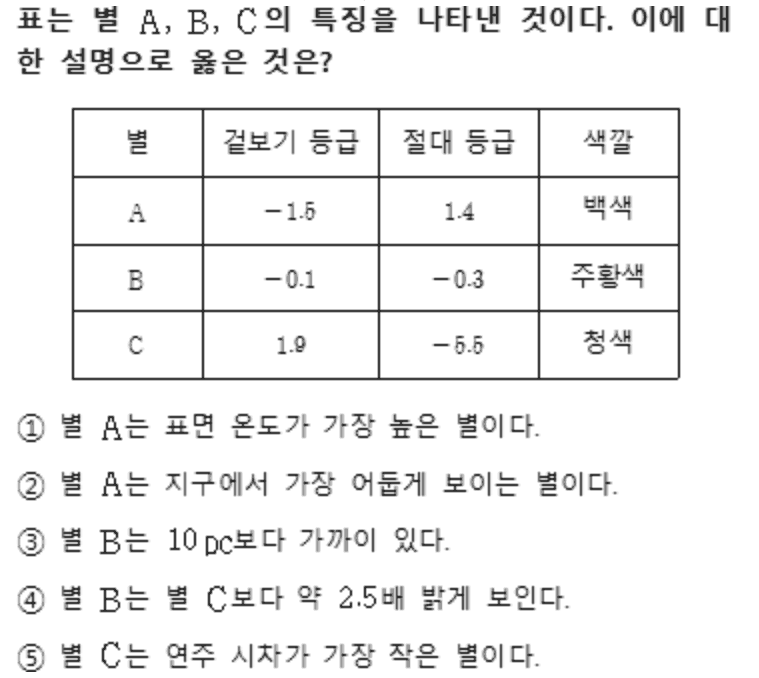 표는 별 A, B, C의 특징을 나타낸 것이다. 이에 대
한 설명으로 옳은 것은?
별 겉보기 등급 절대 등급 색깔
A －1.5 1.4 백색
B －0.1 －0.3 주황색
C 1.9 －5.5 청색
① 별 A는 표면 온도가 가장 높은 별이다.
② 별 A는 지구에서 가장 어둡게 보이는 별이다.
③ 별 B는 10pc보다 가까이 있다.
④ 별 B는 별 C보다 약 2.5배 밝게 보인다.
⑤ 별 C는 연주 시차가 가장 작은 별이다.